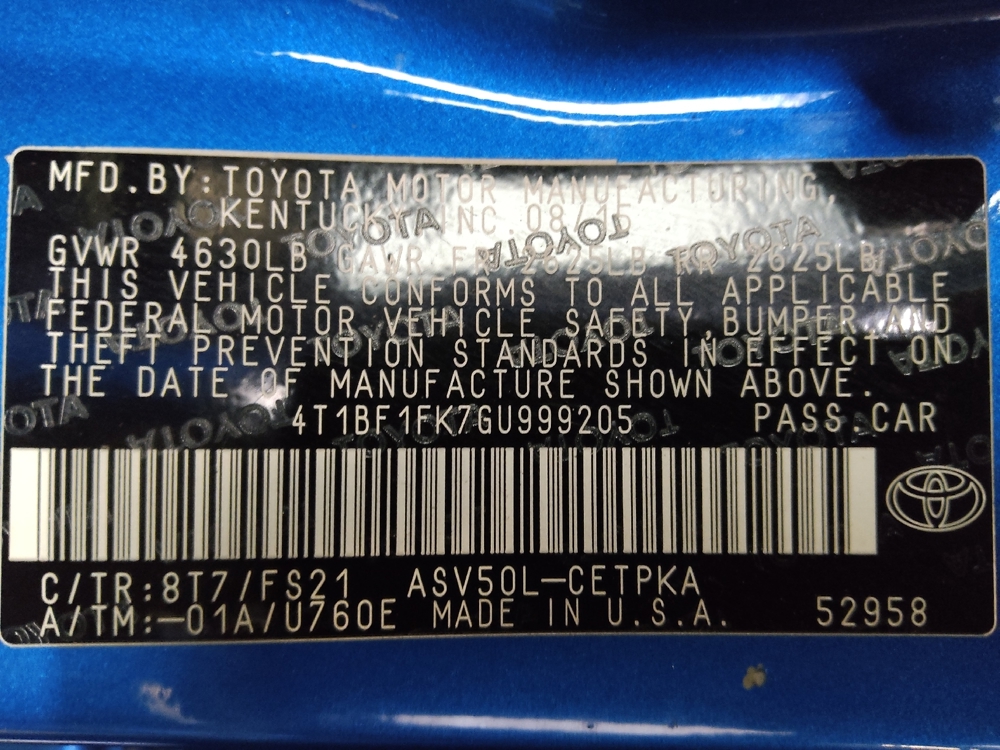 MFD.BY:TOYOTA MOTOR MANUFACTURING,
KENTUCKY, INC.
GVWR 4630LB GAWR FR 2625LB RR 2625LB
THIS VEHICLE CONFORMS TO ALL APPLICABLE
FEDERAL MOTOR VEHICLE SAFETY,BUMPER AND
THEFT PREVENTION STANDARDS IN EFFECT ON
THE DATE OF MANUFACTURE SHOWN ABOVE.
4T1BF1FK7GU999205 PASS.CAR
C/TR:8T7/FS21 ASV50L-CETPKA
A/TM:-01A/U760E MADE IN U.S.A. 52958